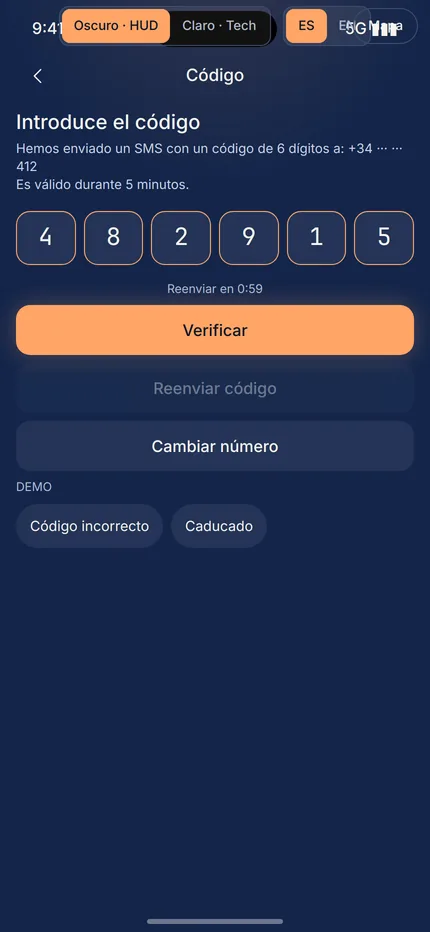 9:41
Oscuro · HUD
Claro · Tech
ES
EN
5G
Mapa
Código
Introduce el código
Hemos enviado un SMS con un código de 6 dígitos a: +34 ··· ···
412
Es válido durante 5 minutos.
4 8 2 9 1 5
Reenviar en 0:59
Verificar
Reenviar código
Cambiar número
DEMO
Código incorrecto
Caducado